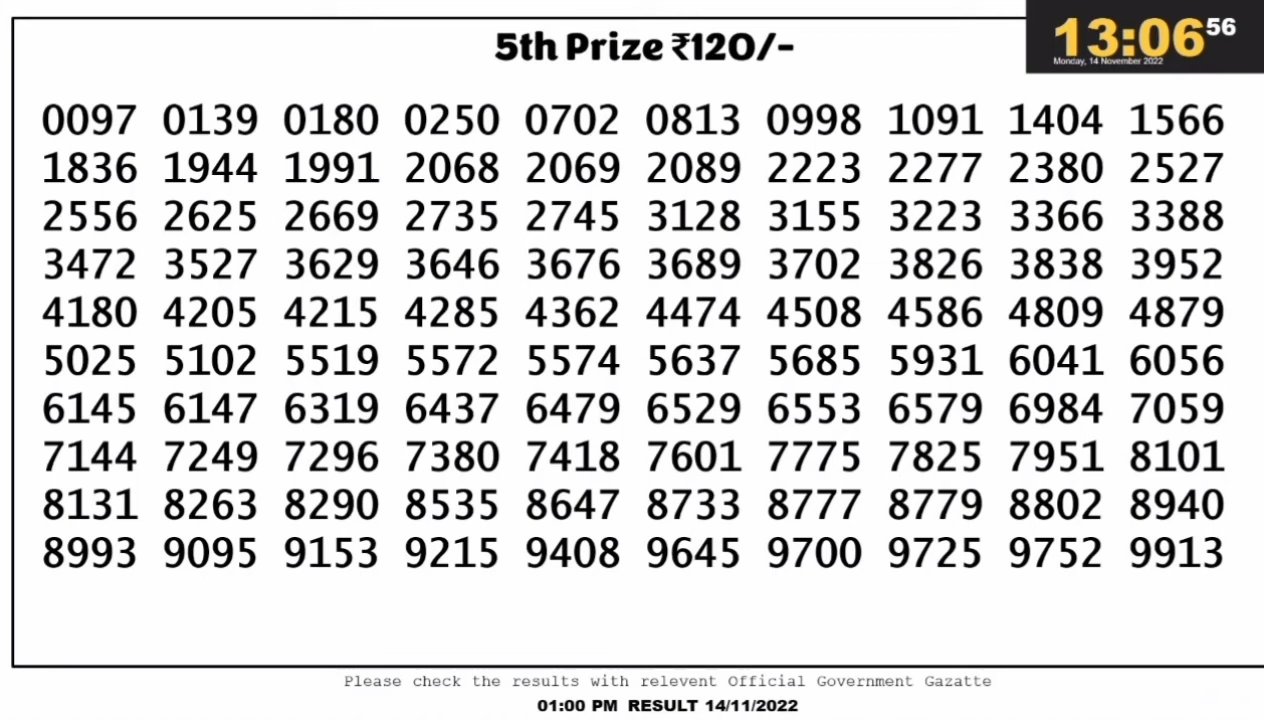 13:06 56
Monday, 14 November 2022
5th Prize ₹120/-
0097 0139 0180 0250 0702 0813 0998 1091 1404 1566
1836 1944 1991 2068 2069 2089 2223 2277 2380 2527
2556 2625 2669 2735 2745 3128 3155 3223 3366 3388
3472 3527 3629 3646 3676 3689 3702 3826 3838 3952
4180 4205 4215 4285 4362 4474 4508 4586 4809 4879
5025 5102 5519 5572 5574 5637 5685 5931 6041 6056
6145 6147 6319 6437 6479 6529 6553 6579 6984 7059
7144 7249 7296 7380 7418 7601 7775 7825 7951 8101
8131 8263 8290 8535 8647 8733 8777 8779 8802 8940
8993 9095 9153 9215 9408 9645 9700 9725 9752 9913
Please check the results with relevent Official Government Gazatte
01:00 PM RESULT 14/11/2022